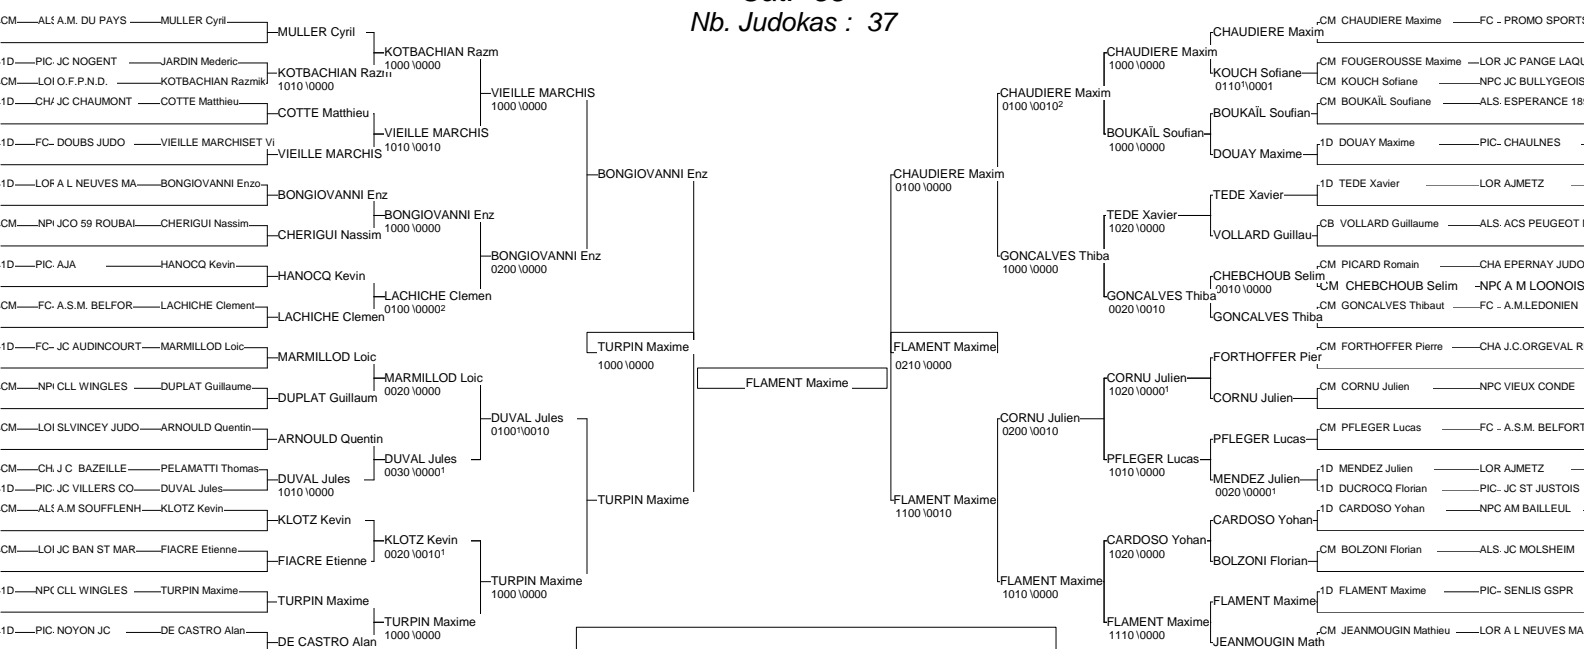 Nb. Judokas : 37
CM ALS A.M. DU PAYS MULLER Cyril
1D PIC JC NOGENT JARDIN Mederic
CM LOI O.F.P.N.D. KOTBACHIAN Razmik
1D CHA JC CHAUMONT COTTE Matthieu
1D FC- DOUBS JUDO VIEILLE MARCHISET Vi
1D LOR A L NEUVES MA BONGIOVANNI Enzo
CM NPC JCO 59 ROUBAI CHERIGUI Nassim
1D PIC AJA HANOCQ Kevin
CM FC- A.S.M. BELFOR LACHICHE Clement
1D FC- JC AUDINCOURT MARMILLOD Loic
CM NPC CLL WINGLES DUPLAT Guillaume
CM LOI SLVINCEY JUDO ARNOULD Quentin
CM CHA J C BAZEILLE PELAMATTI Thomas
1D PIC JC VILLERS CO DUVAL Jules
CM ALS A.M SOUFFLENH KLOTZ Kevin
CM LOI JC BAN ST MAR FIACRE Etienne
1D NPC CLL WINGLES TURPIN Maxime
1D PIC NOYON JC DE CASTRO Alan
MULLER Cyril
KOTBACHIAN Razm
1010 \0000
COTTE Matthieu
VIEILLE MARCHIS
BONGIOVANNI Enz
CHERIGUI Nassim
HANOCQ Kevin
LACHICHE Clemen
MARMILLOD Loic
DUPLAT Guillaum
ARNOULD Quentin
DUVAL Jules
1010 \0000
KLOTZ Kevin
FIACRE Etienne
TURPIN Maxime
DE CASTRO Alan
KOTBACHIAN Razm
1000 \0000
VIEILLE MARCHIS
1010 \0010
BONGIOVANNI Enz
1000 \0000
LACHICHE Clemen
0100 \0000²
MARMILLOD Loic
0020 \0000
DUVAL Jules
0030 \0000¹
KLOTZ Kevin
0020 \0010¹
TURPIN Maxime
1000 \0000
VIEILLE MARCHIS
1000 \0000
BONGIOVANNI Enz
0200 \0000
DUVAL Jules
0100¹\0010
TURPIN Maxime
1000 \0000
BONGIOVANNI Enz
TURPIN Maxime
TURPIN Maxime
1000 \0000
FLAMENT Maxime
FLAMENT Maxime
0210 \0000
CHAUDIERE Maxim
0100 \0000
FLAMENT Maxime
1100 \0010
CHAUDIERE Maxim
0100 \0010²
GONCALVES Thiba
1000 \0000
CORNU Julien
0200 \0010
FLAMENT Maxime
1010 \0000
CHAUDIERE Maxim
1000 \0000
BOUKAÏL Soufian
1000 \0000
TEDE Xavier
1020 \0000
GONCALVES Thiba
0020 \0010
CORNU Julien
1020 \0000¹
PFLEGER Lucas
1010 \0000
CARDOSO Yohan
1020 \0000
FLAMENT Maxime
1110 \0000
CHAUDIERE Maxim
KOUCH Sofiane
0110¹\0001
BOUKAÏL Soufian
DOUAY Maxime
TEDE Xavier
VOLLARD Guillau
CHEBCHOUB Selim
0010 \0000
GONCALVES Thiba
FORTHOFFER Pier
CORNU Julien
PFLEGER Lucas
MENDEZ Julien
0020 \0000¹
CARDOSO Yohan
BOLZONI Florian
FLAMENT Maxime
JEANMOUGIN Math
CM CHAUDIERE Maxime FC - PROMO SPORTS
CM FOUGEROUSSE Maxime LOR JC PANGE LAQU
CM KOUCH Sofiane NPC JC BULLYGEOIS
CM BOUKAÏL Soufiane ALS. ESPERANCE 189
1D DOUAY Maxime PIC- CHAULNES
1D TEDE Xavier LOR AJMETZ
CB VOLLARD Guillaume ALS. ACS PEUGEOT
CM PICARD Romain CHA EPERNAY JUDO
CM CHEBCHOUB Selim NPC A M LOONOIS
CM GONCALVES Thibaut FC - A.M.LEDONIEN
CM FORTHOFFER Pierre CHA J.C.ORGEVAL R
CM CORNU Julien NPC VIEUX CONDE
CM PFLEGER Lucas FC - A.S.M. BELFORT
1D MENDEZ Julien LOR AJMETZ
1D DUCROCQ Florian PIC- JC ST JUSTOIS
1D CARDOSO Yohan NPC AM BAILLEUL
CM BOLZONI Florian ALS. JC MOLSHEIM
1D FLAMENT Maxime PIC- SENLIS GSPR
CM JEANMOUGIN Mathieu LOR A L NEUVES MA